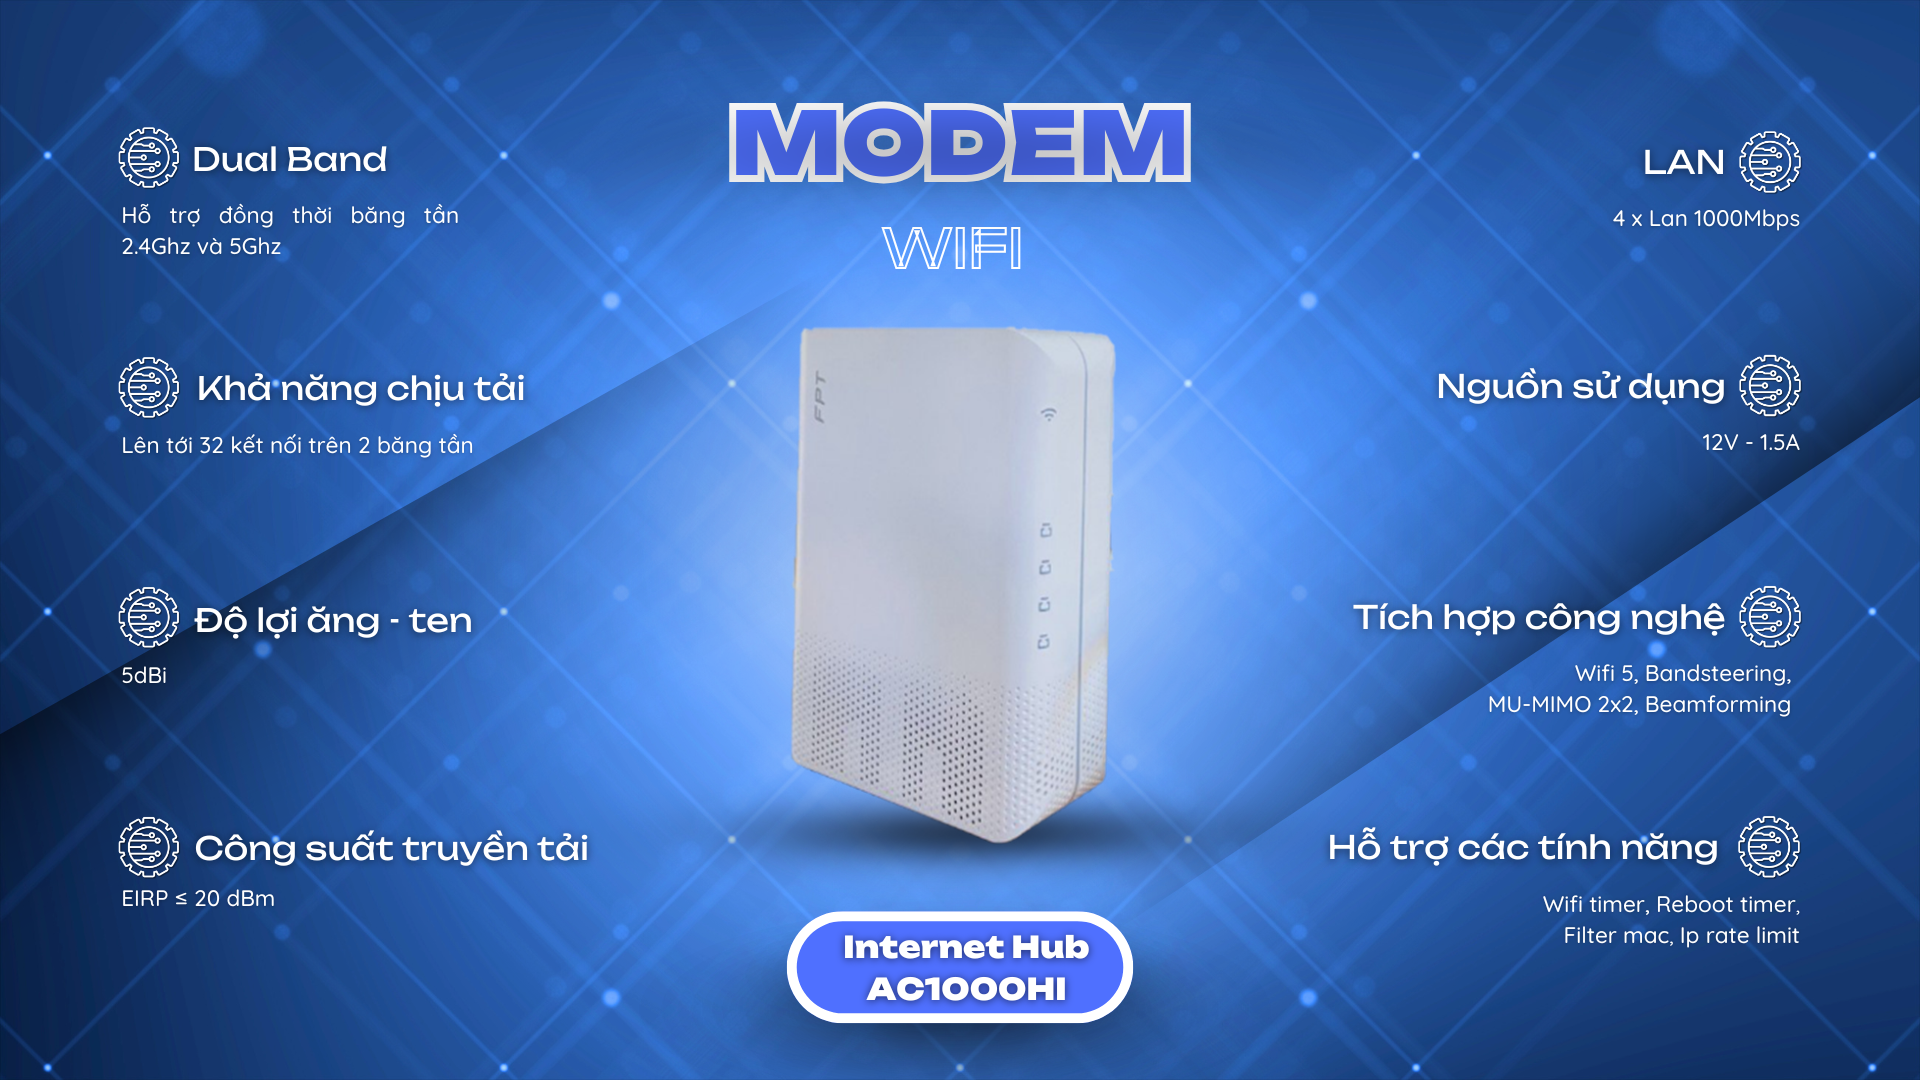 MODEM
WIFI
Dual Band
Hỗ trợ đồng thời băng tần
2.4Ghz và 5Ghz
Khả năng chịu tải
Lên tới 32 kết nối trên 2 băng tần
Độ lợi ăng - ten
5dBi
Công suất truyền tải
EIRP ≤ 20 dBm
FPT
LAN
4 x Lan 1000Mbps
Nguồn sử dụng
12V - 1.5A
Tích hợp công nghệ
Wifi 5, Bandsteering,
MU-MIMO 2x2, Beamforming
Hỗ trợ các tính năng
Wifi timer, Reboot timer,
Filter mac, Ip rate limit
Internet Hub
AC1000HI